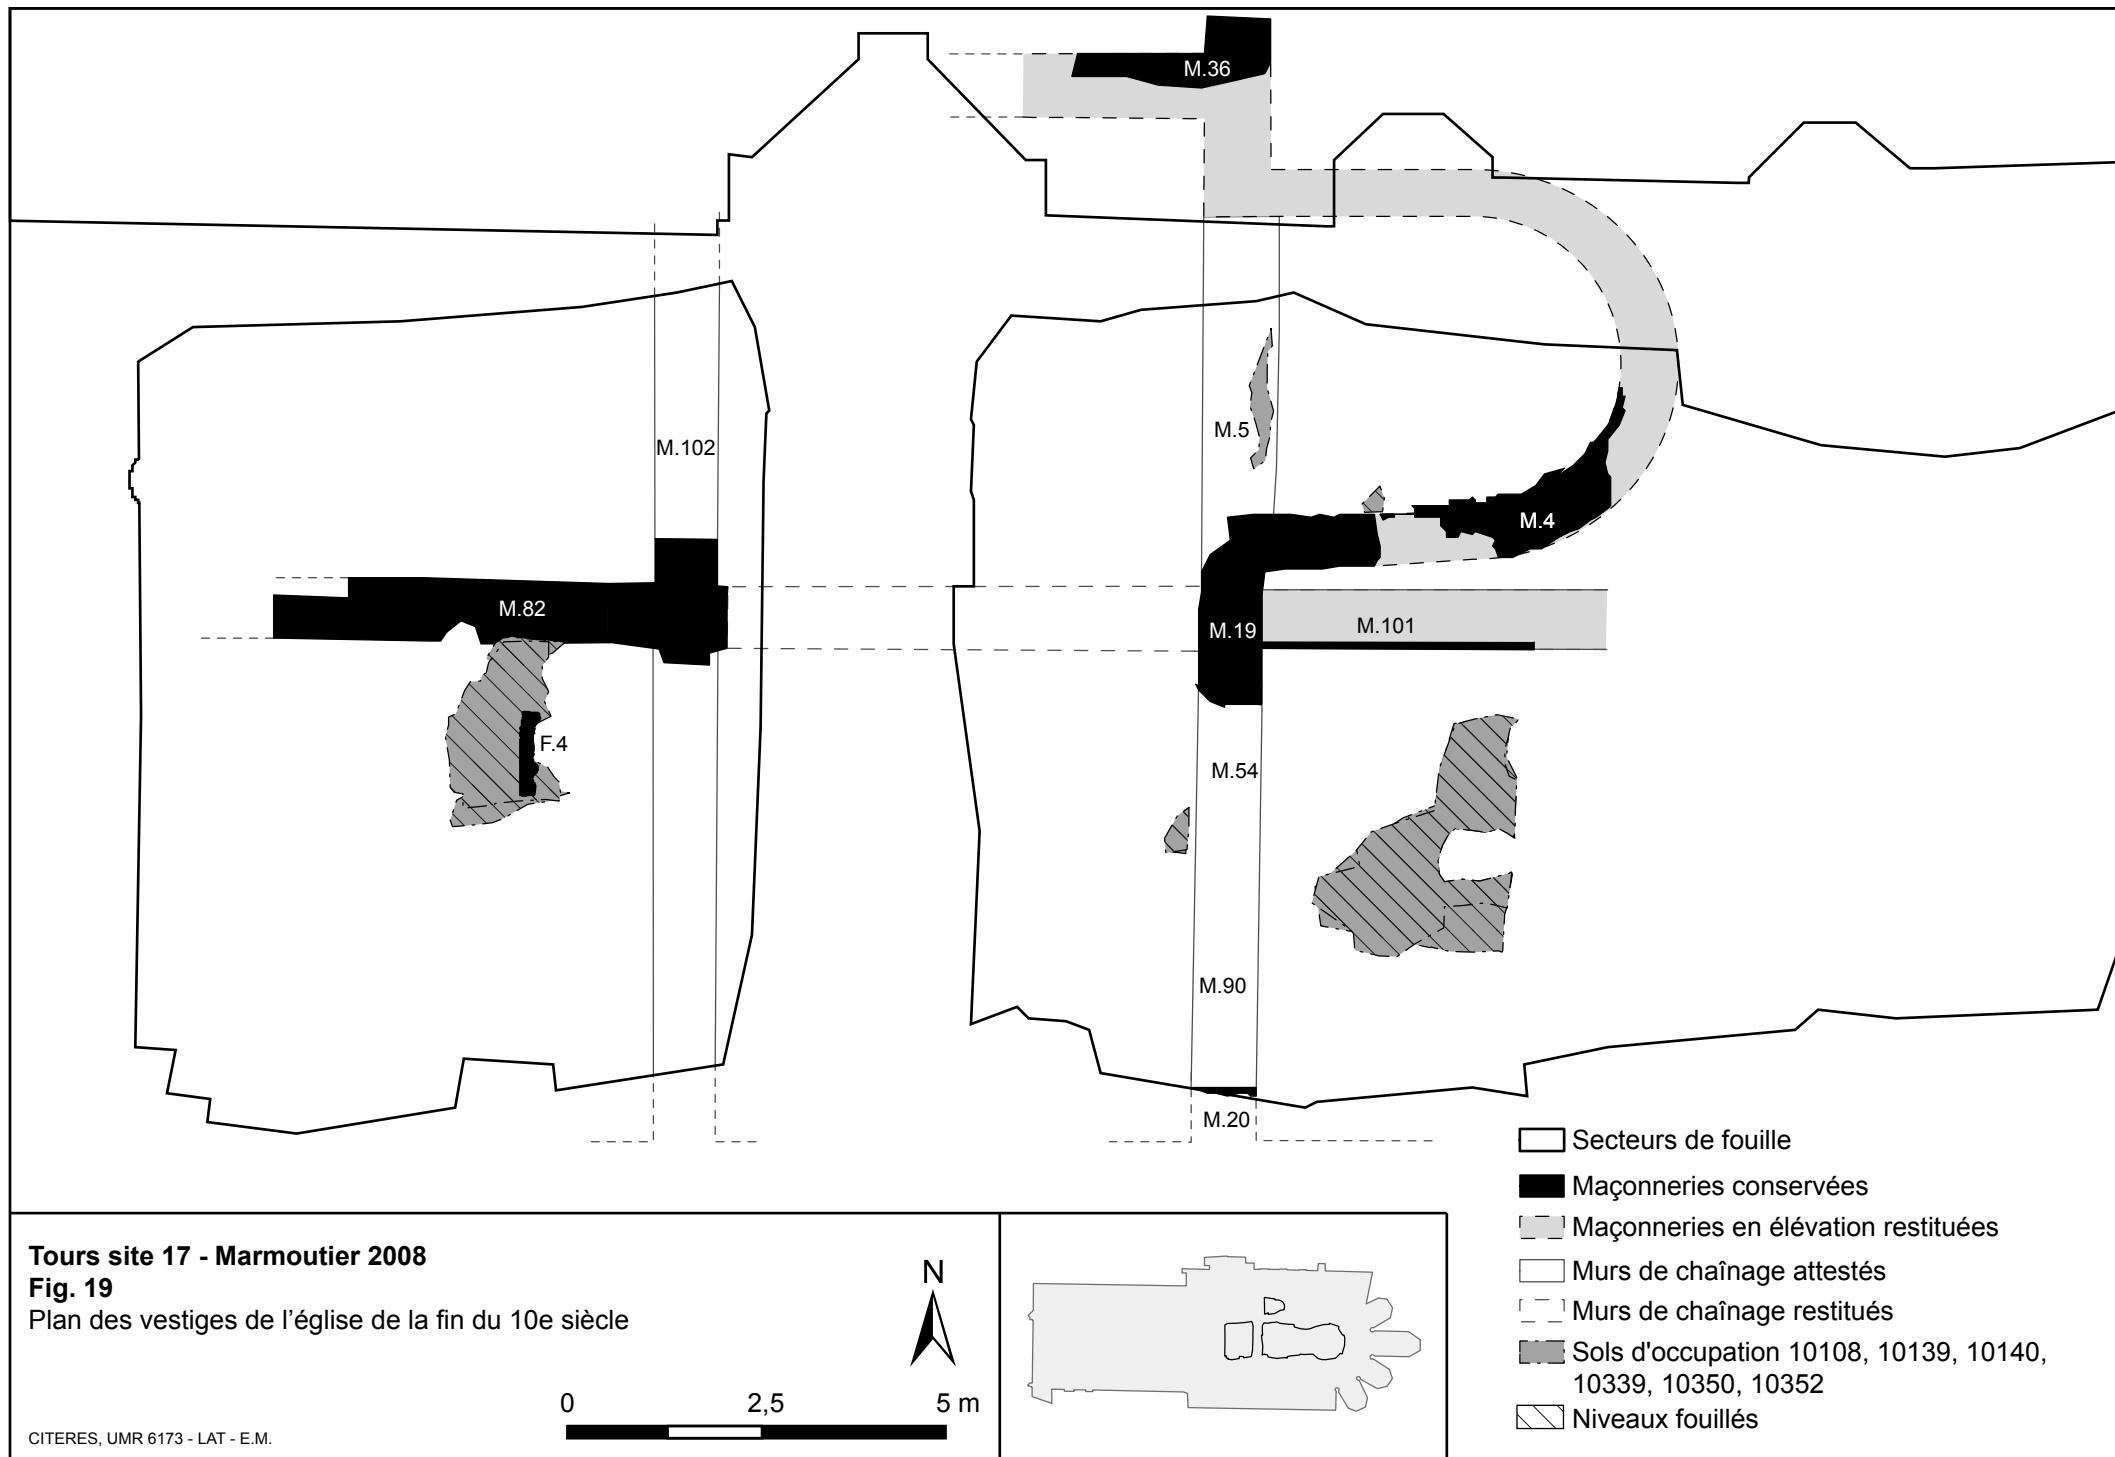 M.36
M.102
M.5
M.4
M.82
M.19
M.101
F.4
M.54
M.90
M.20
Secteurs de fouille
Maçonneries conservées
Maçonneries en élévation restituées
Murs de chaînage attestés
Murs de chaînage restitués
Sols d'occupation 10108, 10139, 10140,
10339, 10350, 10352
Niveaux fouillés
Tours site 17 - Marmoutier 2008
Fig. 19
Plan des vestiges de l’église de la fin du 10e siècle
N
0 2,5 5 m
CITERES, UMR 6173 - LAT - E.M.